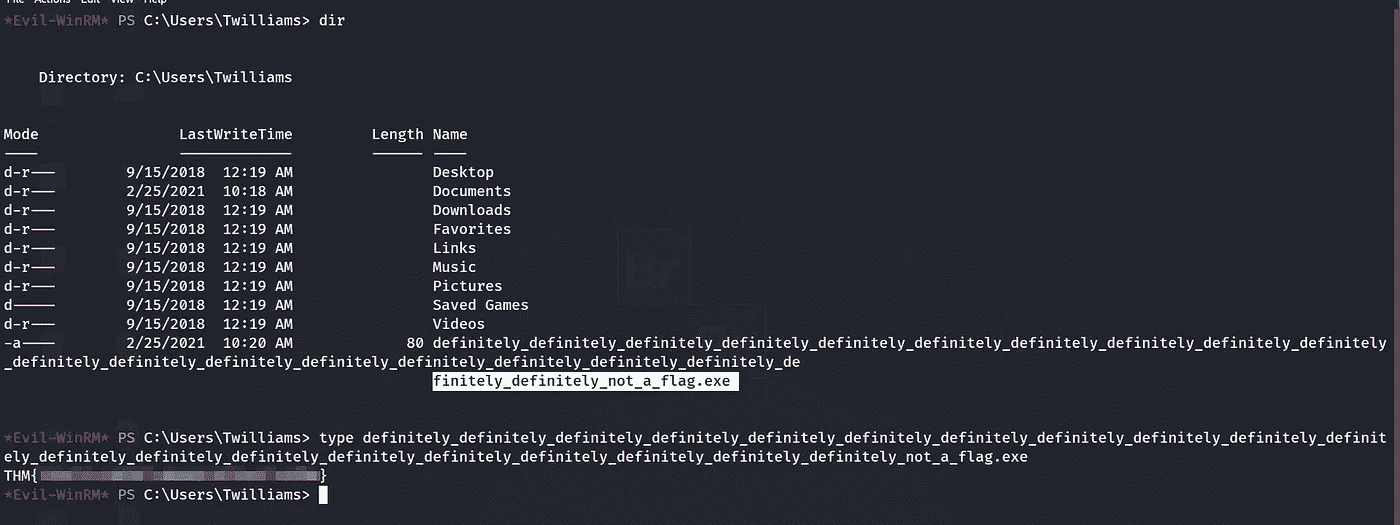 File Actions Edit View Help
*Evil-WinRM* PS C:\Users\Twilliams> dir
Directory: C:\Users\Twilliams
Mode LastWriteTime Length Name
---- ------------- ------ ----
d-r--- 9/15/2018 12:19 AM Desktop
d-r--- 2/25/2021 10:18 AM Documents
d-r--- 9/15/2018 12:19 AM Downloads
d-r--- 9/15/2018 12:19 AM Favorites
d-r--- 9/15/2018 12:19 AM Links
d-r--- 9/15/2018 12:19 AM Music
d-r--- 9/15/2018 12:19 AM Pictures
d----- 9/15/2018 12:19 AM Saved Games
d-r--- 9/15/2018 12:19 AM Videos
-a---- 2/25/2021 10:20 AM 80 definitely_definitely_definitely_definitely_definitely_definitely_definitely_definitely_definitely_definitely
_definitely_definitely_definitely_definitely_definitely_definitely_definitely_definitely_de
finitely_definitely_not_a_flag.exe
*Evil-WinRM* PS C:\Users\Twilliams> type definitely_definitely_definitely_definitely_definitely_definitely_definitely_definitely_definitely_definitely_definit
ely_definitely_definitely_definitely_definitely_definitely_definitely_definitely_definitely_definitely_not_a_flag.exe
THM{ }
*Evil-WinRM* PS C:\Users\Twilliams>